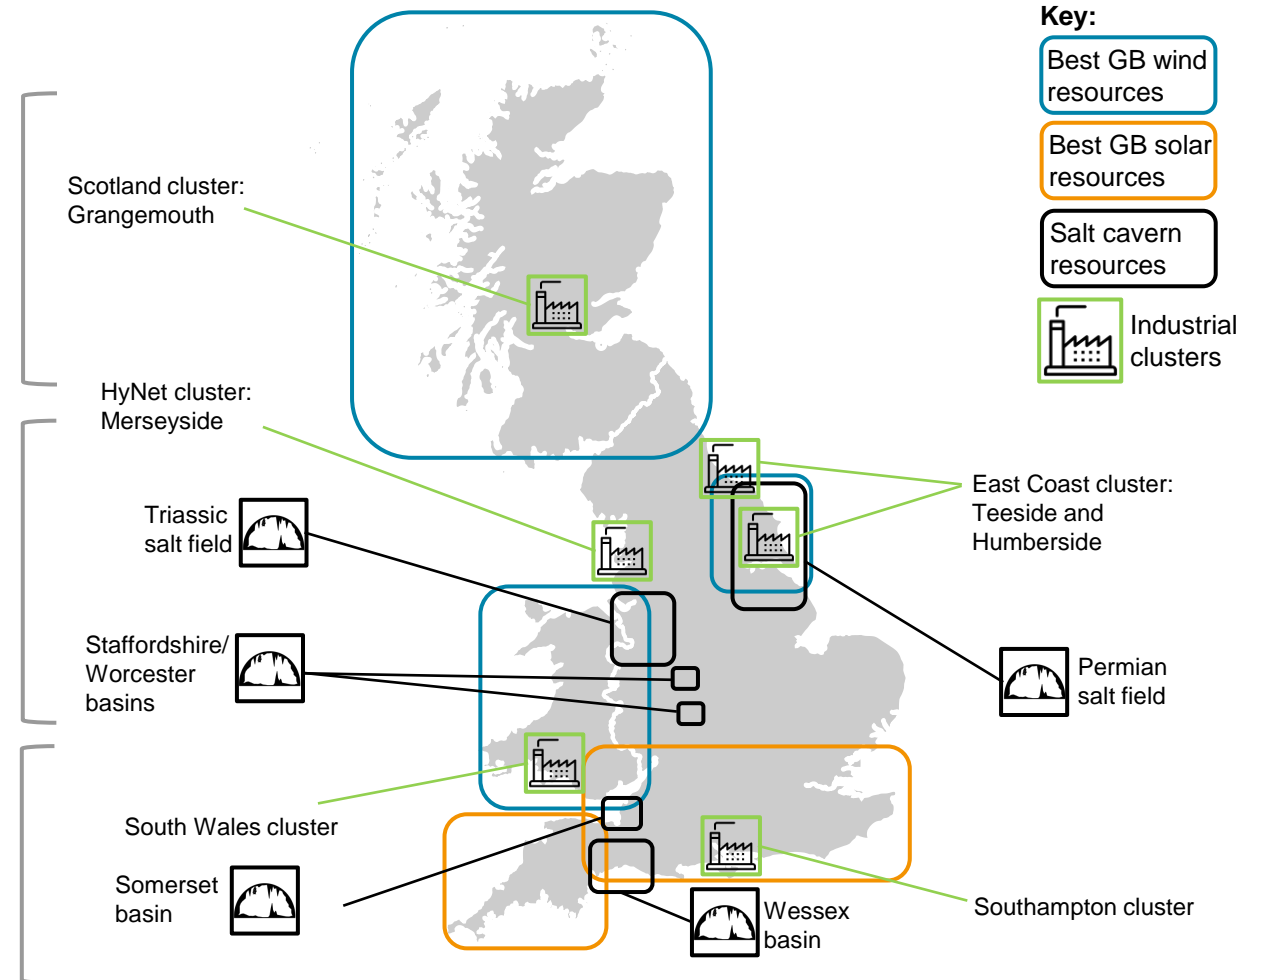 Key:
Best GB wind
resources
Best GB solar
resources
Salt cavern
resources
Industrial
clusters
Scotland cluster:
Grangemouth
HyNet cluster:
Merseyside
Triassic
salt field
East Coast cluster:
Teeside and
Humberside
Staffordshire/
Worcester
basins
Permian
salt field
South Wales cluster
Somerset
basin
Wessex
basin
Southampton cluster